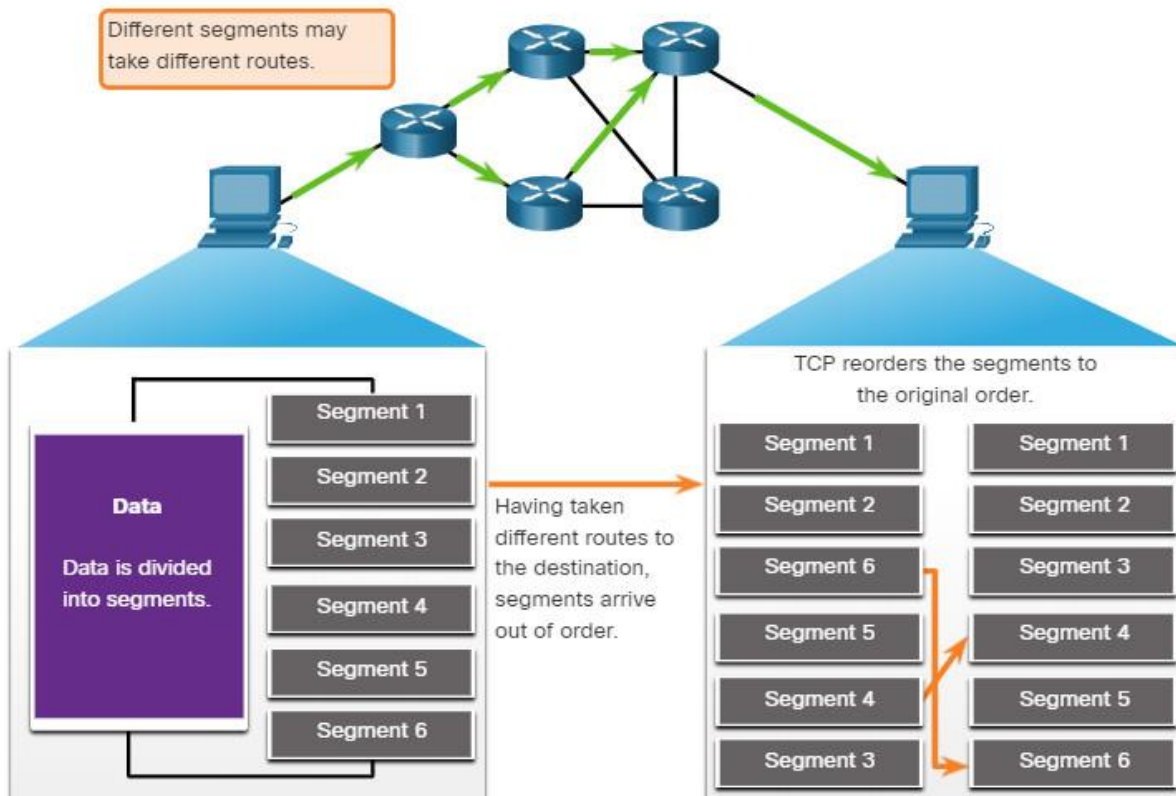 Different segments may
take different routes.
Data
Data is divided
into segments.
Segment 1
Segment 2
Segment 3
Segment 4
Segment 5
Segment 6
Having taken
different routes to
the destination,
segments arrive
out of order.
TCP reorders the segments to
the original order.
Segment 1
Segment 2
Segment 6
Segment 5
Segment 4
Segment 3
Segment 1
Segment 2
Segment 3
Segment 4
Segment 5
Segment 6